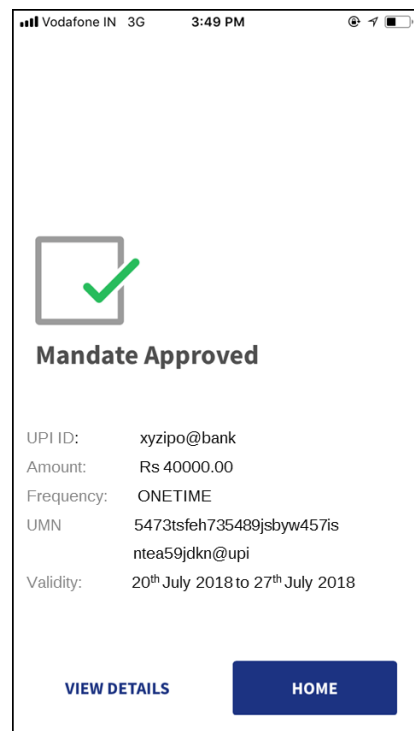 Vodafone IN 3G 3:49 PM
Mandate Approved
UPI ID: xyzipo@bank
Amount: Rs 40000.00
Frequency: ONETIME
UMN 5473tsfeh735489jsbyw457is
ntea59jdkn@upi
Validity: 20th July 2018 to 27th July 2018
VIEW DETAILS HOME